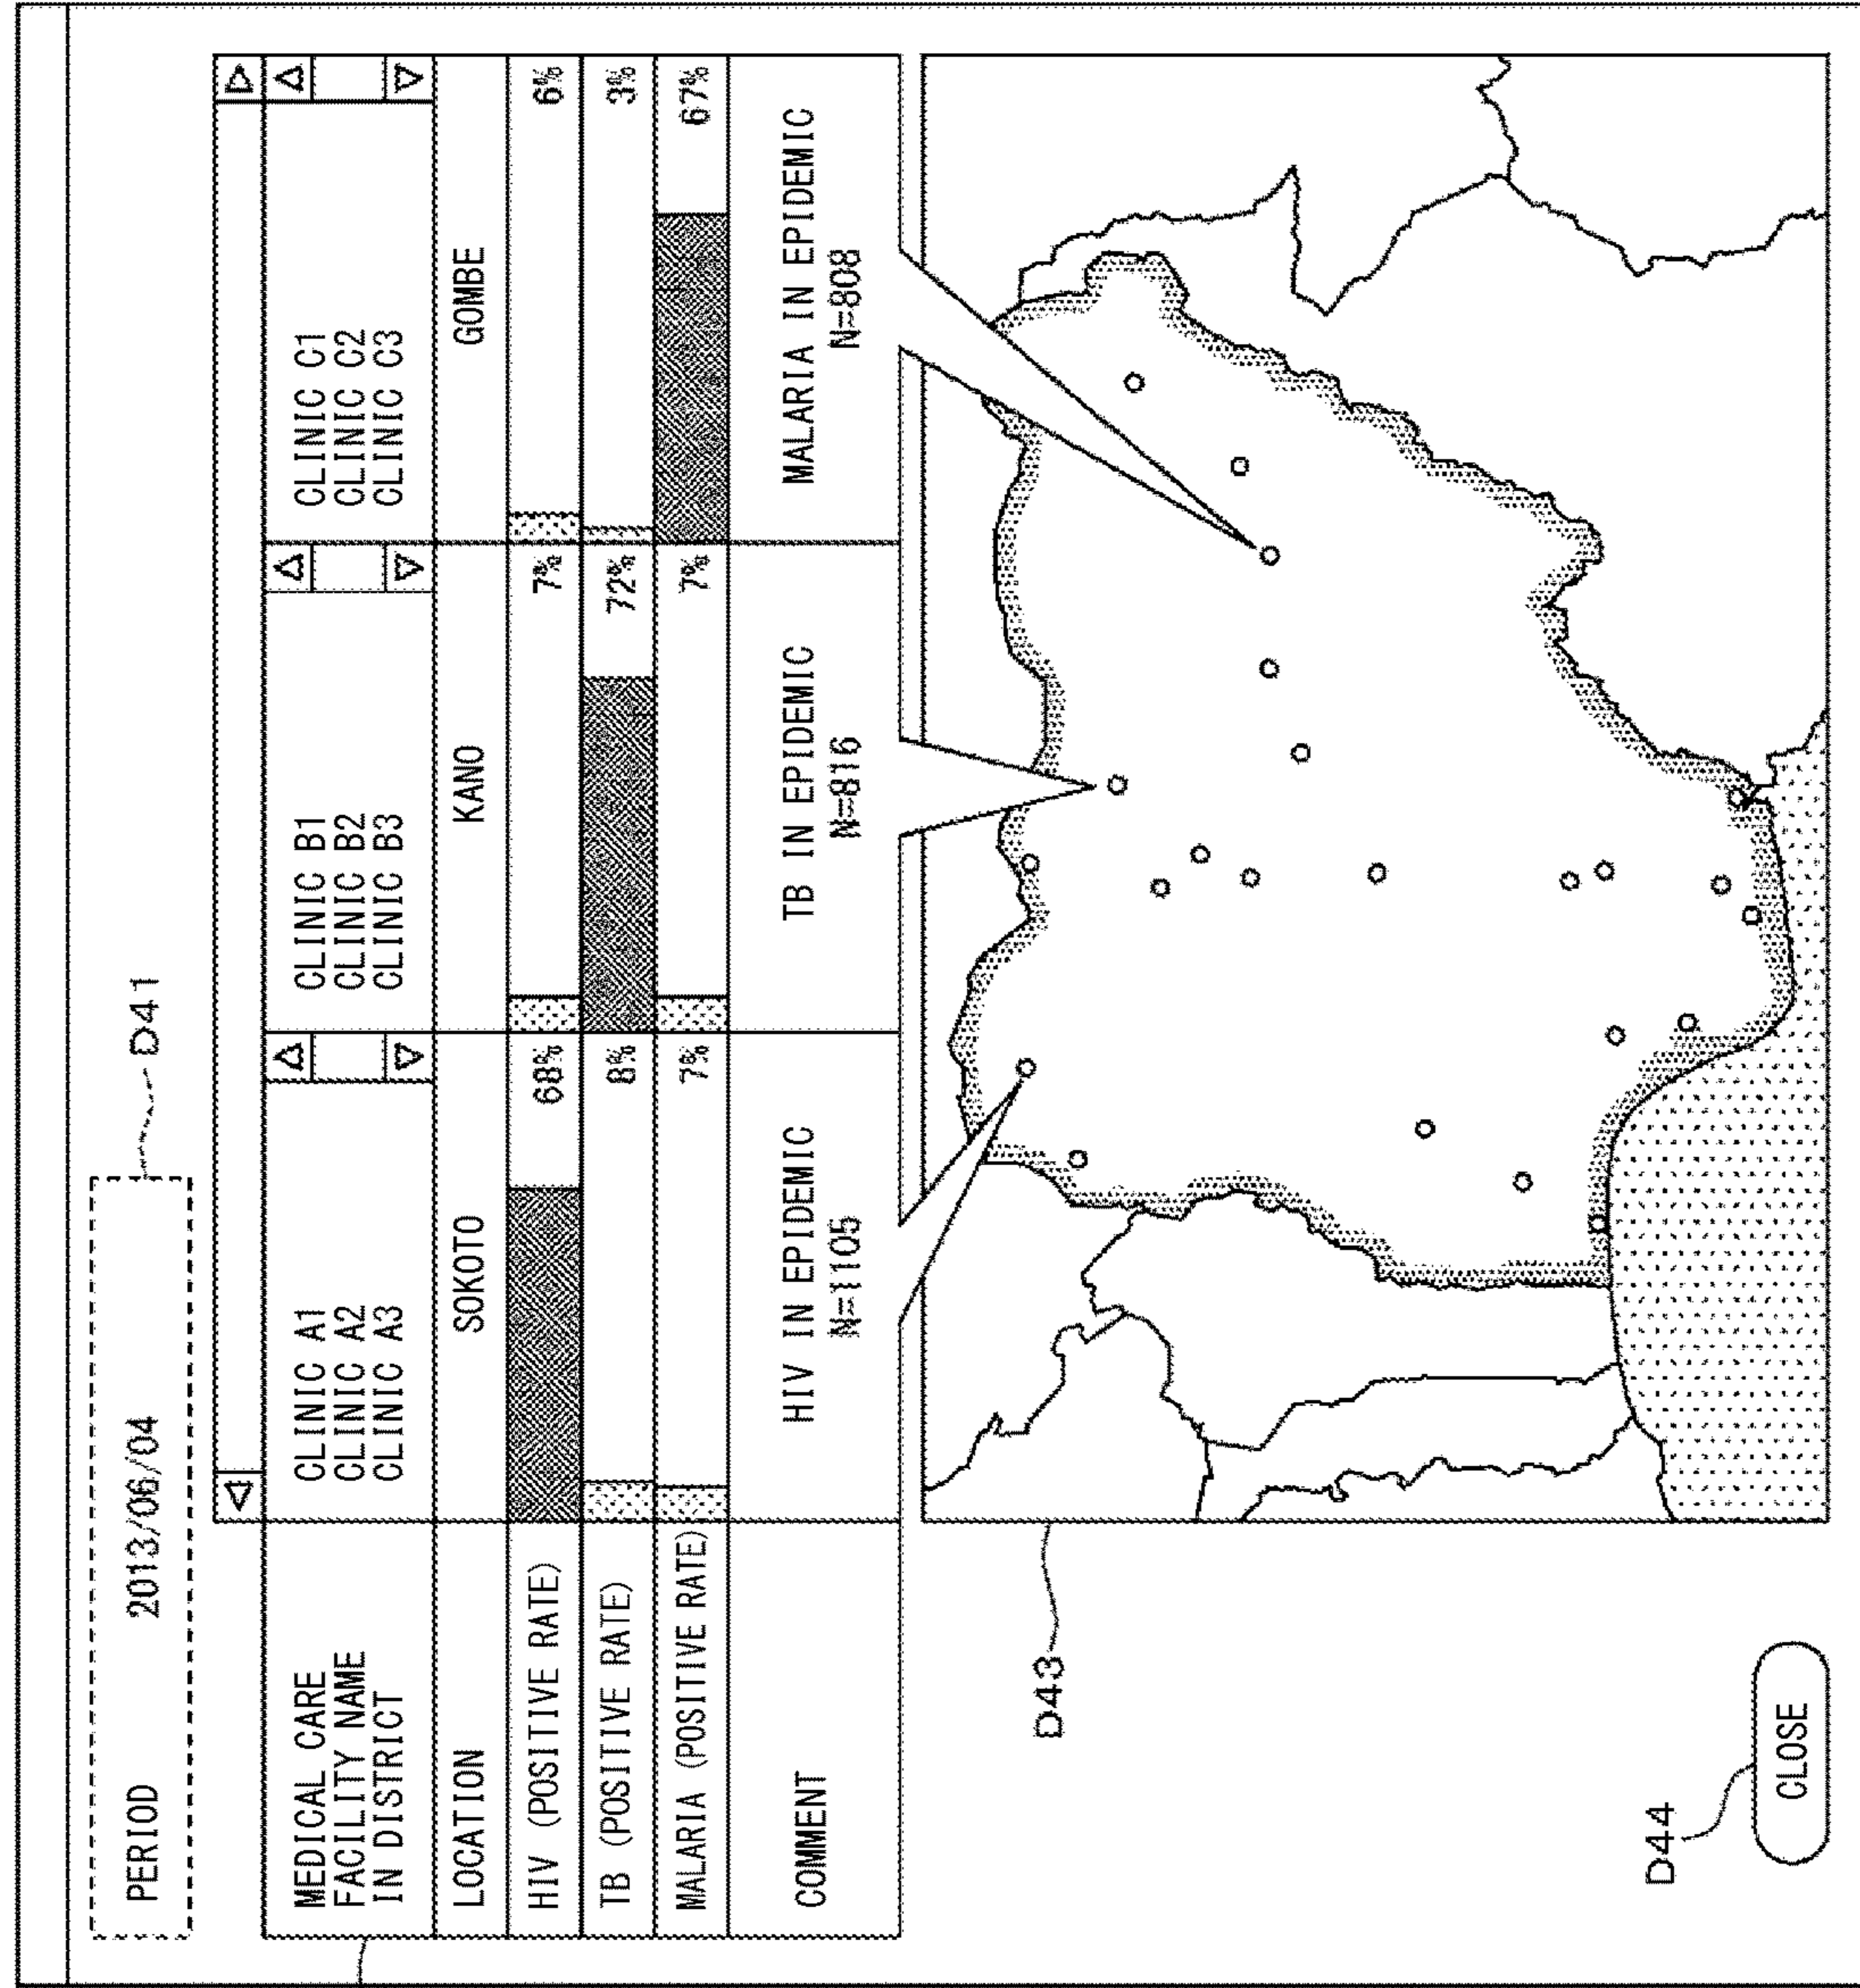 PERIOD 2013/06/04
D41
MEDICAL CARE
FACILITY NAME
IN DISTRICT
CLINIC A1
CLINIC A2
CLINIC A3
CLINIC B1
CLINIC B2
CLINIC B3
CLINIC C1
CLINIC C2
CLINIC C3
LOCATION SOKOTO KANO GOMBE
HIV (POSITIVE RATE) 68% 7% 6%
TB (POSITIVE RATE) 8% 72% 3%
MALARIA (POSITIVE RATE) 7% 7% 67%
COMMENT
HIV IN EPIDEMIC
N=1105
TB IN EPIDEMIC
N=816
MALARIA IN EPIDEMIC
N=808
D43
D44
CLOSE